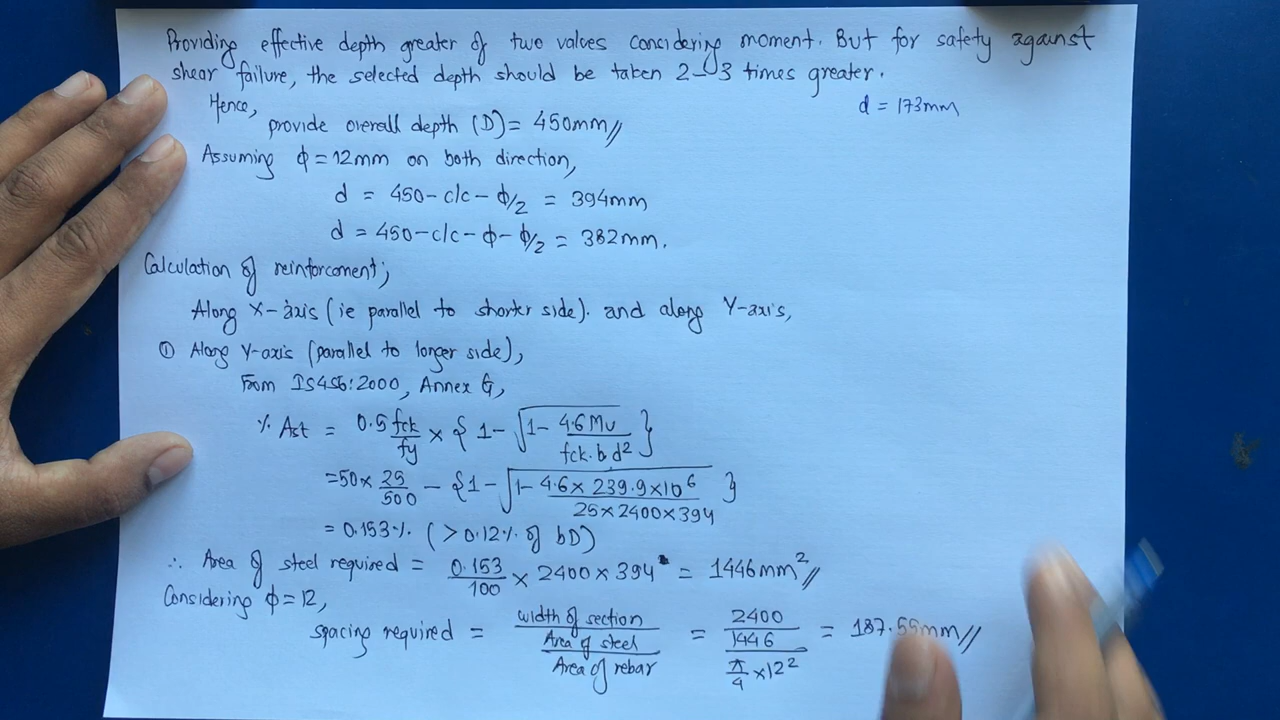 Providing effective depth greater of two values considering moment. But for safety against
shear failure, the selected depth should be taken 2-3 times greater.
d = 173mm
Hence,
provide overall depth (D) = 450mm//
Assuming ϕ = 12mm on both direction,
d = 450 - c/c - ϕ/2 = 394mm
d = 450 - c/c - ϕ - ϕ/2 = 382mm.
Calculation of reinforcement;
Along X-axis (ie parallel to shorter side). and along Y-axis,
① Along Y-axis (parallel to longer side),
From IS456:2000, Annex G,
% Ast = 0.5 fck/fy × { 1 - √(1 - 4.6 Mu / fck.b d²) }
= 50 × 25/500 - { 1 - √(1 - 4.6 × 239.9 × 10⁶ / 25 × 2400 × 394) }
= 0.153% (> 0.12% of bD)
∴ Area of steel required = 0.153/100 × 2400 × 394 = 1446mm²//
Considering ϕ = 12,
spacing required = width of section / Area of steel / Area of rebar = 2400 / 1446 / π/4 × 12² = 187.55mm//